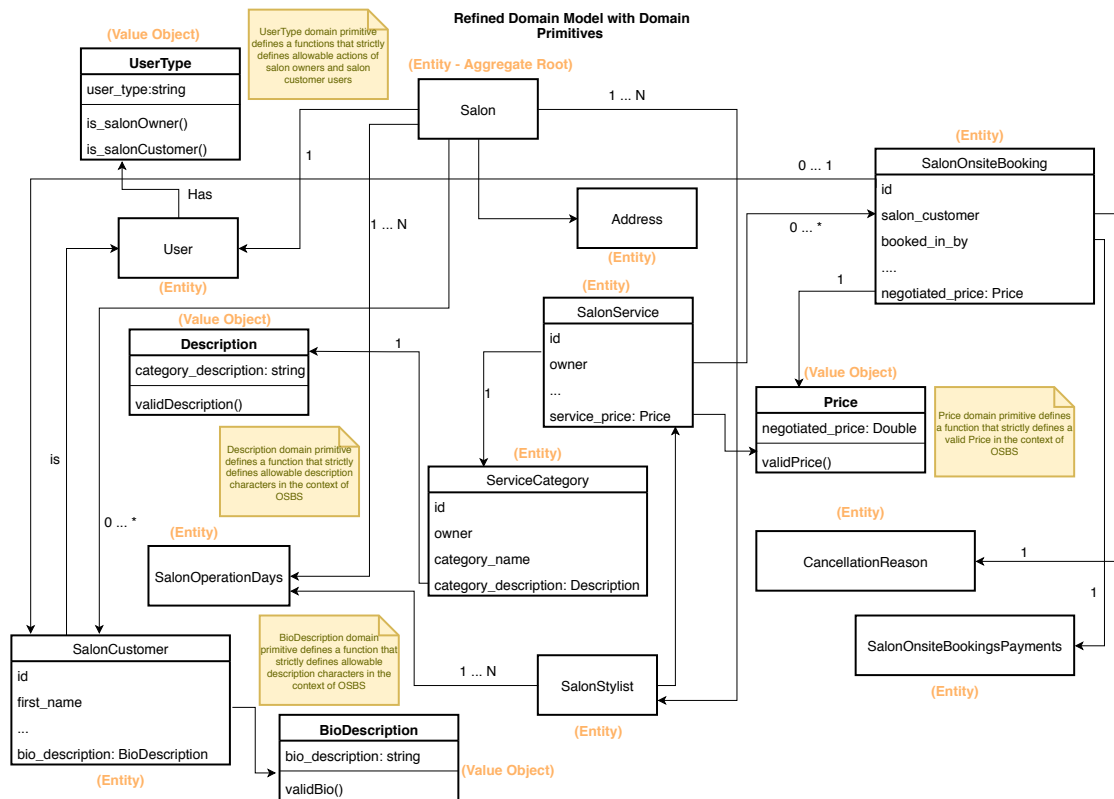 Refined Domain Model with Domain
Primitives
(Value Object)
UserType
user_type:string
is_salonOwner()
is_salonCustomer()
UserType domain primitive
defines a functions that strictly
defines allowable actions of
salon owners and salon
customer users
(Entity - Aggregate Root)
Salon
1 ... N
1
Has
User
(Entity)
1 ... N
Address
(Entity)
0 ... 1
(Entity)
SalonOnsiteBooking
id
salon_customer
booked_in_by
....
negotiated_price: Price
0 ... *
1
(Value Object)
Description
category_description: string
validDescription()
1
(Entity)
SalonService
id
owner
...
service_price: Price
1
(Value Object)
Price
negotiated_price: Double
validPrice()
Price domain primitive defines
a function that strictly defines a
valid Price in the context of
OSBS
is
Description domain primitive
defines a function that strictly
defines allowable description
characters in the context of
OSBS
(Entity)
ServiceCategory
id
owner
category_name
category_description: Description
0 ... *
(Entity)
SalonOperationDays
(Entity)
CancellationReason
1
1
SalonCustomer
id
first_name
...
bio_description: BioDescription
(Entity)
BioDescription domain
primitive defines a function that
strictly defines allowable
description characters in the
context of OSBS
1 ... N
SalonStylist
(Entity)
SalonOnsiteBookingsPayments
(Entity)
BioDescription
bio_description: string
validBio()
(Value Object)